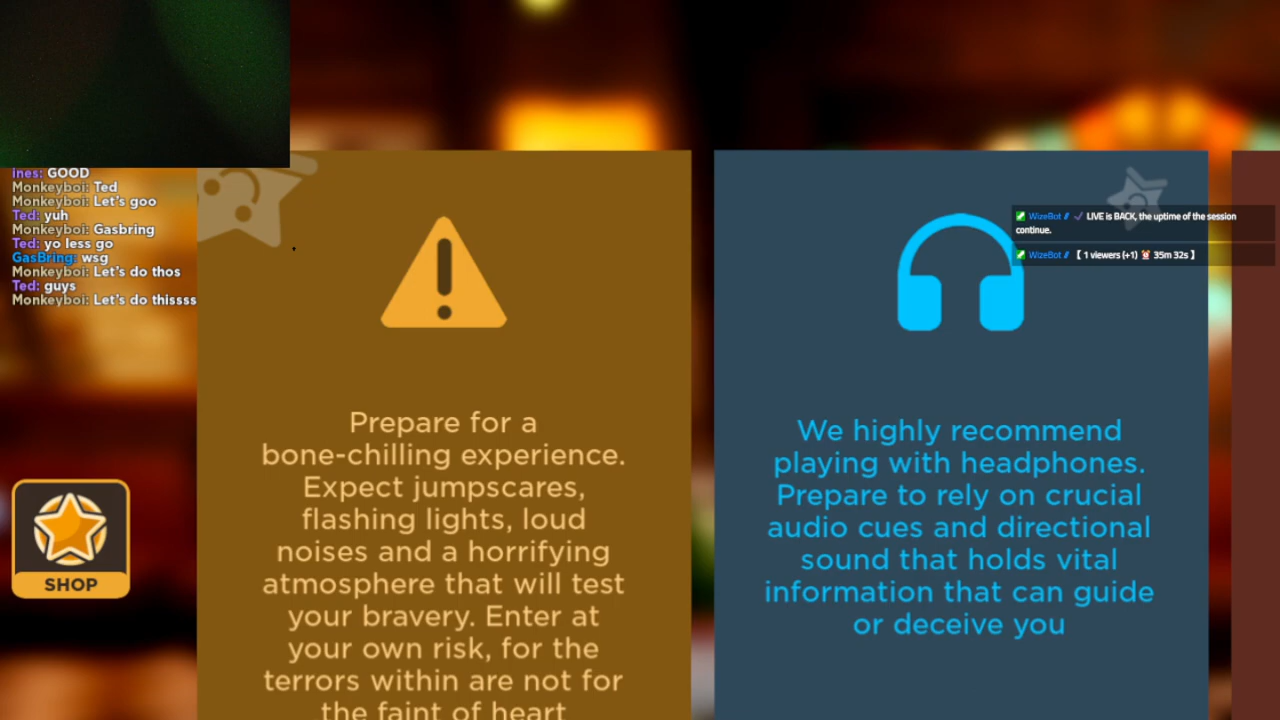 ines: GOOD
Monkeyboi: Ted
Monkeyboi: Let's goo
Ted: yuh
Monkeyboi: Gasbring
Ted: yo less go
GasBring: wsg
Monkeyboi: Let's do thos
Ted: guys
Monkeyboi: Let's do thissss
SHOP
Prepare for a
bone-chilling experience.
Expect jumpscares,
flashing lights, loud
noises and a horrifying
atmosphere that will test
your bravery. Enter at
your own risk, for the
terrors within are not for
the faint of heart
We highly recommend
playing with headphones.
Prepare to rely on crucial
audio cues and directional
sound that holds vital
information that can guide
or deceive you
WizeBot // ✓ LIVE is BACK, the uptime of the session
continue.
WizeBot // 【 1 viewers (+1) ⏰ 35m 32s 】